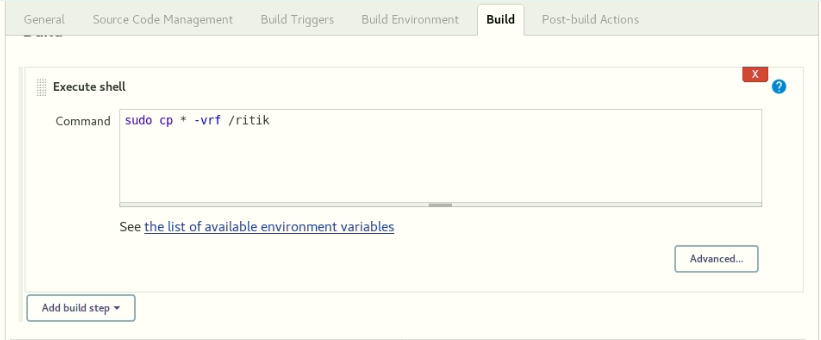 General Source Code Management Build Triggers Build Environment Build Post-build Actions
Build
X
Execute shell
Command sudo cp * -vrf /ritik
See the list of available environment variables
Advanced...
Add build step